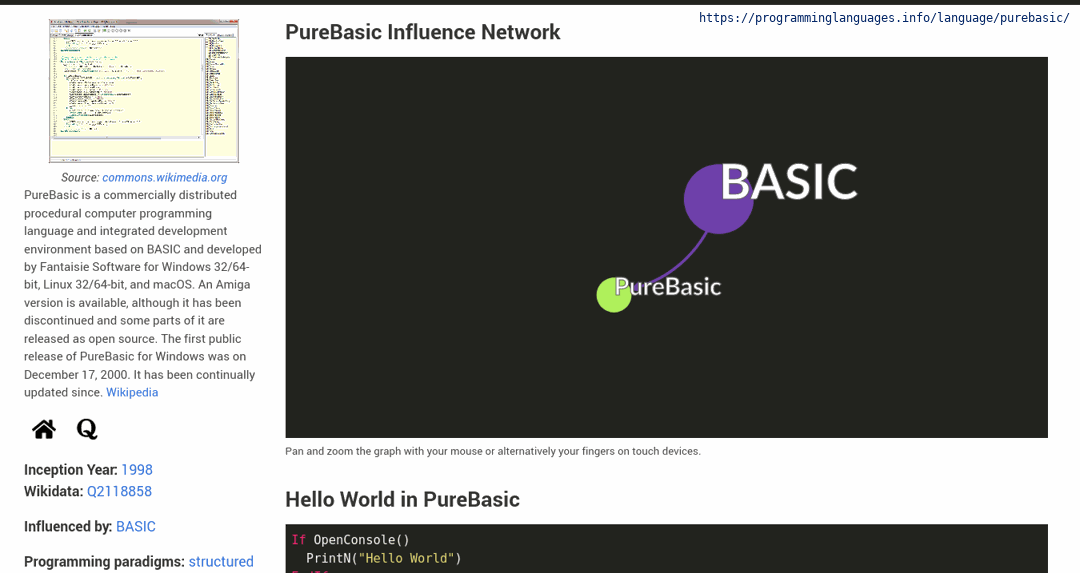 https://programminglanguages.info/language/purebasic/
Source: commons.wikimedia.org
PureBasic is a commercially distributed
procedural computer programming
language and integrated development
environment based on BASIC and developed
by Fantaisie Software for Windows 32/64-
bit, Linux 32/64-bit, and macOS. An Amiga
version is available, although it has been
discontinued and some parts of it are
released as open source. The first public
release of PureBasic for Windows was on
December 17, 2000. It has been continually
updated since. Wikipedia
Q
Inception Year: 1998
Wikidata: Q2118858
Influenced by: BASIC
Programming paradigms: structured
PureBasic Influence Network
BASIC
PureBasic
Pan and zoom the graph with your mouse or alternatively your fingers on touch devices.
Hello World in PureBasic
If OpenConsole()
PrintN("Hello World")